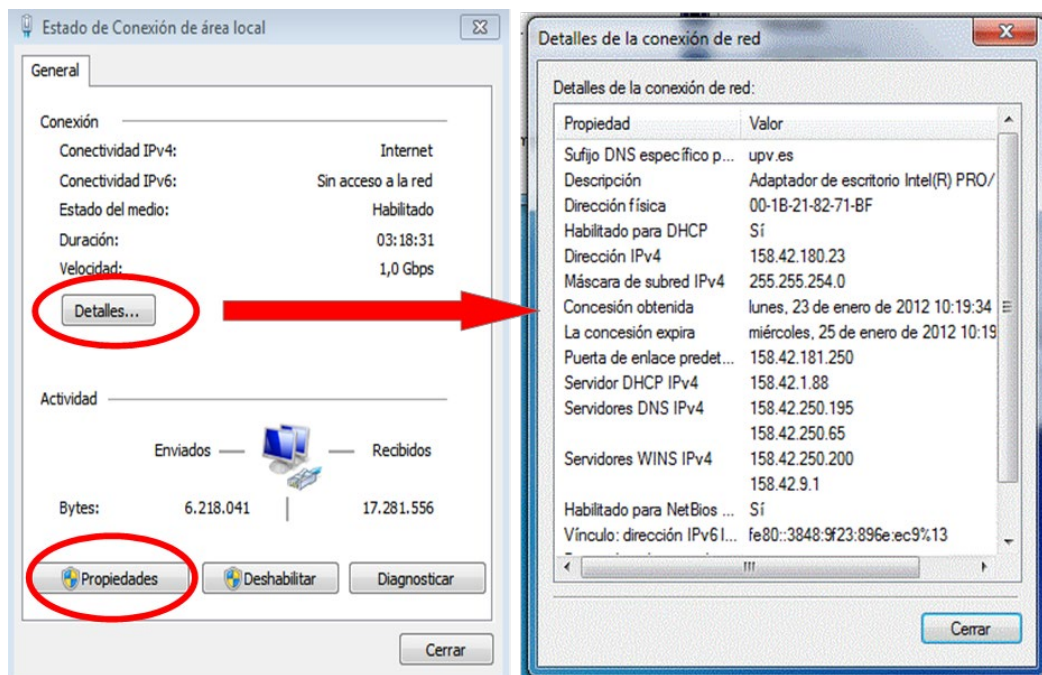 Estado de Conexión de área local
General
Conexión
Conectividad IPv4: Internet
Conectividad IPv6: Sin acceso a la red
Estado del medio: Habilitado
Duración: 03:18:31
Velocidad: 1,0 Gbps
Detalles...
Actividad
Enviados Recibidos
Bytes: 6.218.041 17.281.556
Propiedades Deshabilitar Diagnosticar
Cerrar
Detalles de la conexión de red
Detalles de la conexión de red:
Propiedad Valor
Sufijo DNS específico p... upv.es
Descripción Adaptador de escritorio Intel(R) PRO/
Dirección física 00-1B-21-82-71-BF
Habilitado para DHCP Sí
Dirección IPv4 158.42.180.23
Máscara de subred IPv4 255.255.254.0
Concesión obtenida lunes, 23 de enero de 2012 10:19:34
La concesión expira miércoles, 25 de enero de 2012 10:19
Puerta de enlace predet... 158.42.181.250
Servidor DHCP IPv4 158.42.1.88
Servidores DNS IPv4 158.42.250.195
158.42.250.65
Servidores WINS IPv4 158.42.250.200
158.42.9.1
Habilitado para NetBios ... Sí
Vínculo: dirección IPv6 l... fe80::3848:9f23:896e:ec9%13
Cerrar